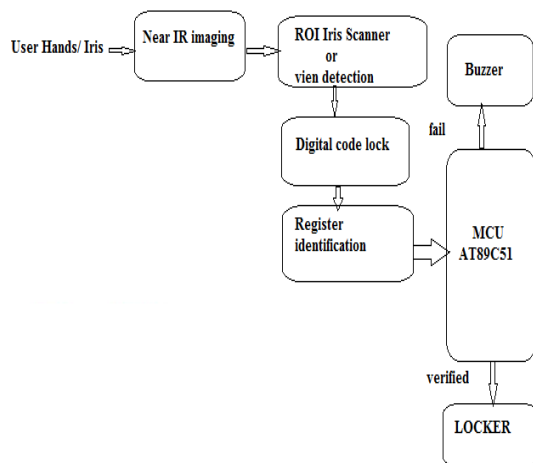 User Hands/ Iris
Near IR imaging
ROI Iris Scanner
or
vien detection
Digital code lock
Register
identification
MCU
AT89C51
fail
Buzzer
verified
LOCKER